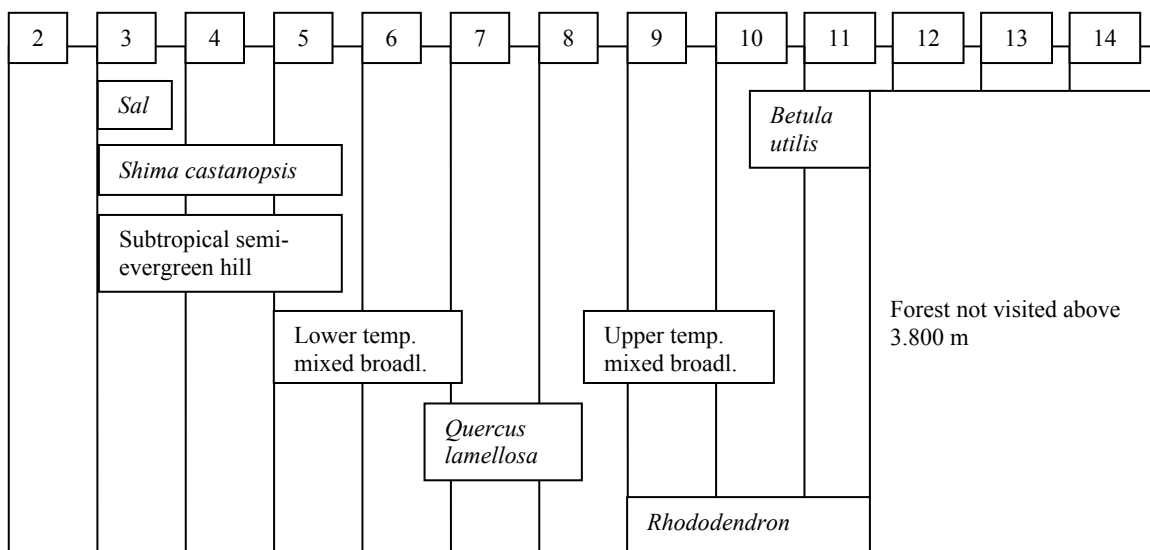 2 3 4 5 6 7 8 9 10 11 12 13 14
Sal
Betula
utilis
Shima castanopsis
Subtropical semi-
evergreen hill
Lower temp.
mixed broadl.
Upper temp.
mixed broadl.
Forest not visited above
3.800 m
Quercus
lamellosa
Rhododendron